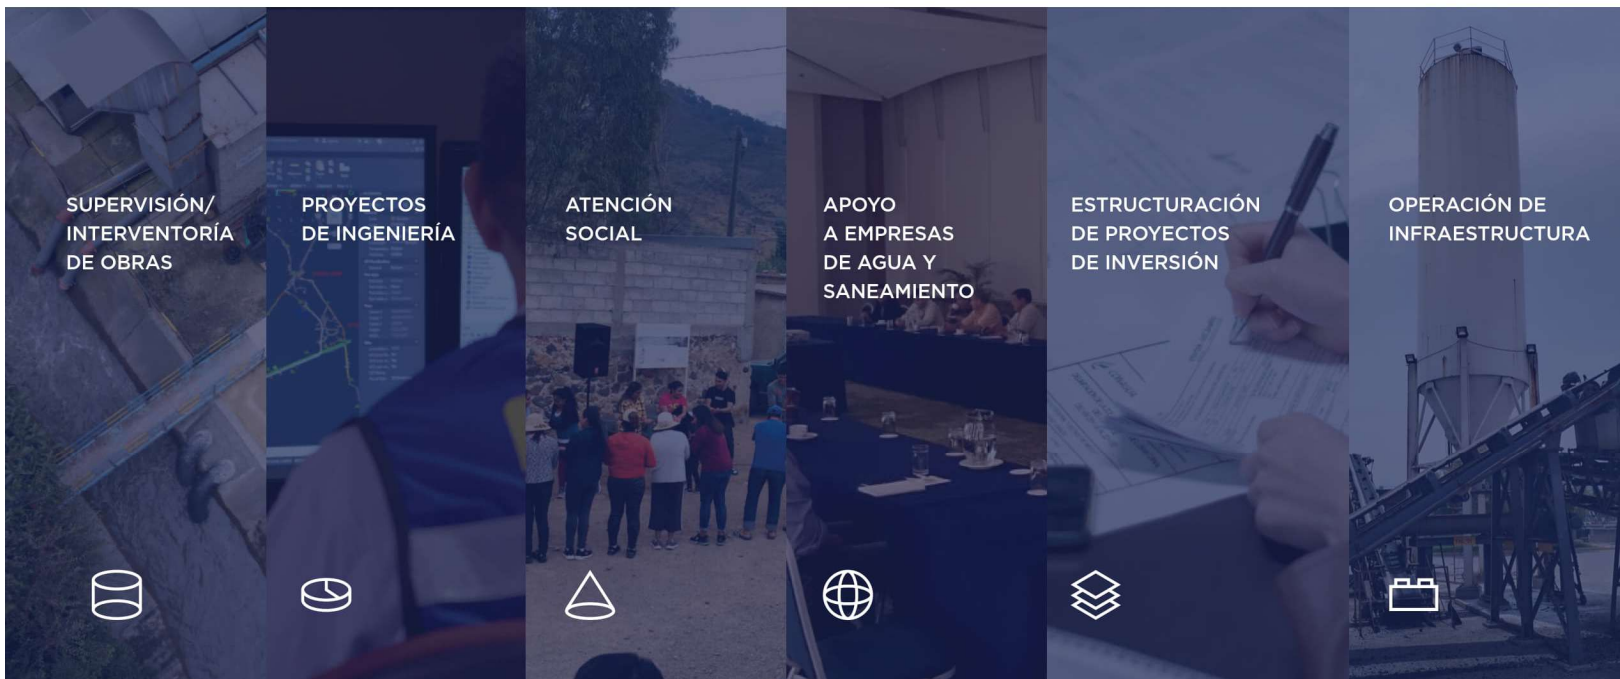 SUPERVISIÓN/
INTERVENTORÍA
DE OBRAS
PROYECTOS
DE INGENIERÍA
ATENCIÓN
SOCIAL
APOYO
A EMPRESAS
DE AGUA Y
SANEAMIENTO
ESTRUCTURACIÓN
DE PROYECTOS
DE INVERSIÓN
OPERACIÓN DE
INFRAESTRUCTURA